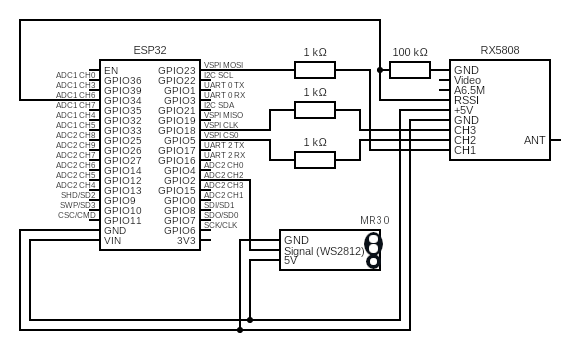 ESP32
1 kΩ
100 kΩ
RX5808
VSPI MOSI
EN
GPIO23
GND
ADC1 CH0
GPIO36
GPIO22
I2C SCL
Video
ADC1 CH3
GPIO39
GPIO1
UART 0 TX
A6.5M
ADC1 CH6
GPIO34
GPIO3
UART 0 RX
1 kΩ
RSSI
ADC1 CH7
GPIO35
GPIO21
I2C SDA
+5V
ADC1 CH4
GPIO32
GPIO19
VSPI MISO
GND
ADC1 CH5
GPIO33
GPIO18
VSPI CLK
CH3
ADC2 CH8
GPIO25
GPIO5
VSPI CS0
1 kΩ
CH2
ANT
ADC2 CH9
GPIO26
GPIO17
UART 2 TX
CH1
ADC2 CH7
GPIO27
GPIO16
UART 2 RX
ADC2 CH6
GPIO14
GPIO4
ADC2 CH0
ADC2 CH5
GPIO12
GPIO2
ADC2 CH2
ADC2 CH4
GPIO13
GPIO15
ADC2 CH3
SHD/SD2
GPIO9
GPIO0
ADC2 CH1
SWP/SD3
GPIO10
GPIO8
SDI/SD1
CSC/CMD
GPIO11
GPIO7
SDO/SD0
GND
GPIO6
SCK/CLK
VIN
3V3
MR30
GND
Signal (WS2812)
5V